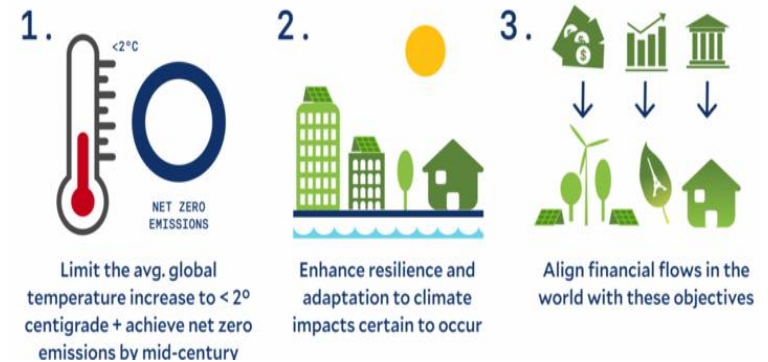 1.
<2°C
NET ZERO
EMISSIONS
Limit the avg. global
temperature increase to < 2º
centigrade + achieve net zero
emissions by mid-century
2.
Enhance resilience and
adaptation to climate
impacts certain to occur
3.
$
Align financial flows in the
world with these objectives